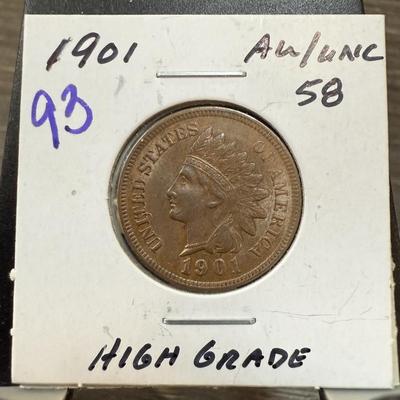 1901
AU/UNC
93
58
UNITED STATES OF AMERICA
1901
HIGH GRADE